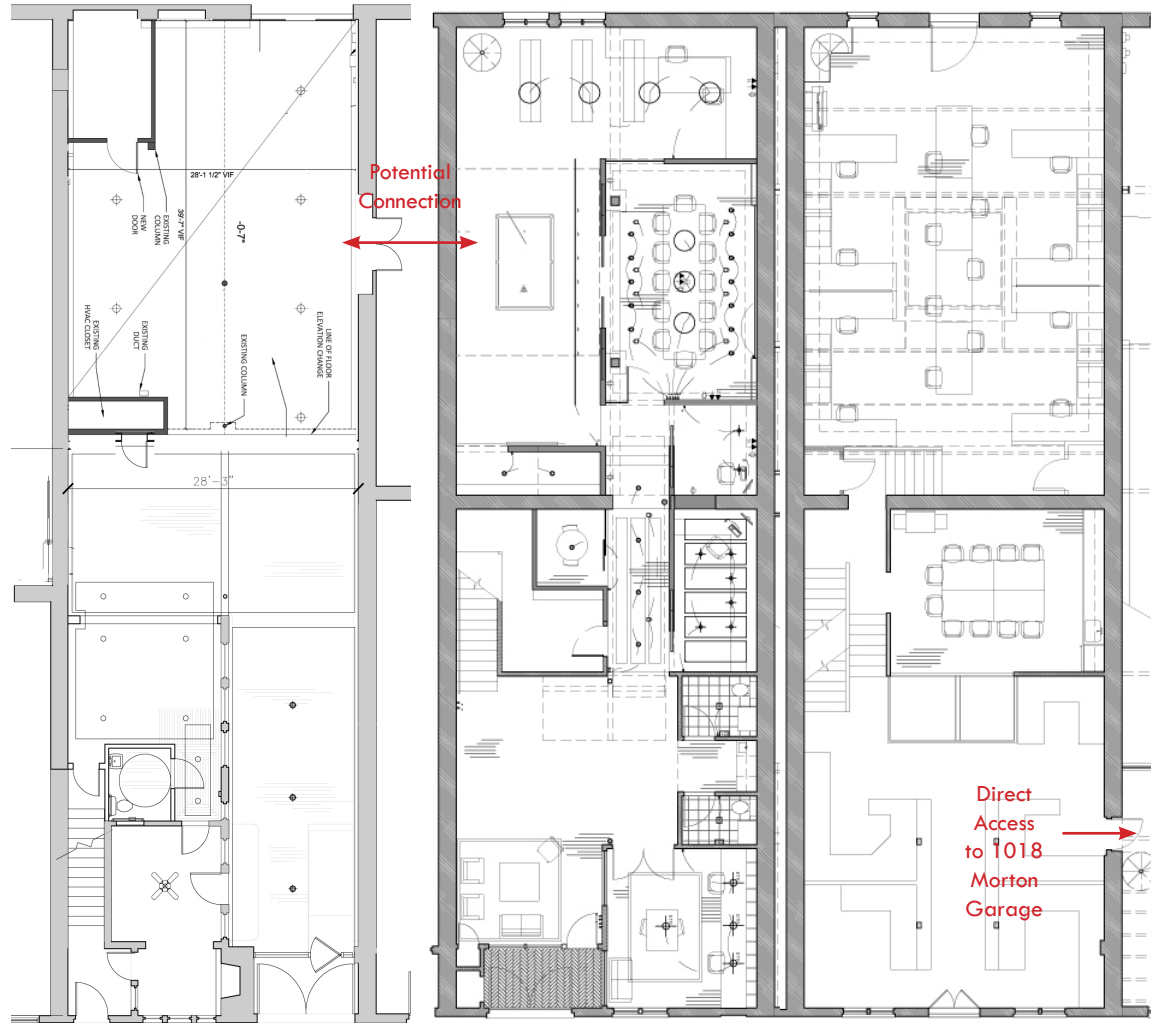 28'-1 1/2" VIF
39'-7" VIF
-0'-7"
EXISTING
COLUMN
NEW
DOOR
EXISTING
HVAC CLOSET
EXISTING
DUCT
EXISTING COLUMN
LINE OF FLOOR
ELEVATION CHANGE
28'-3"
Potential
Connection
Direct
Access
to 1018
Morton
Garage